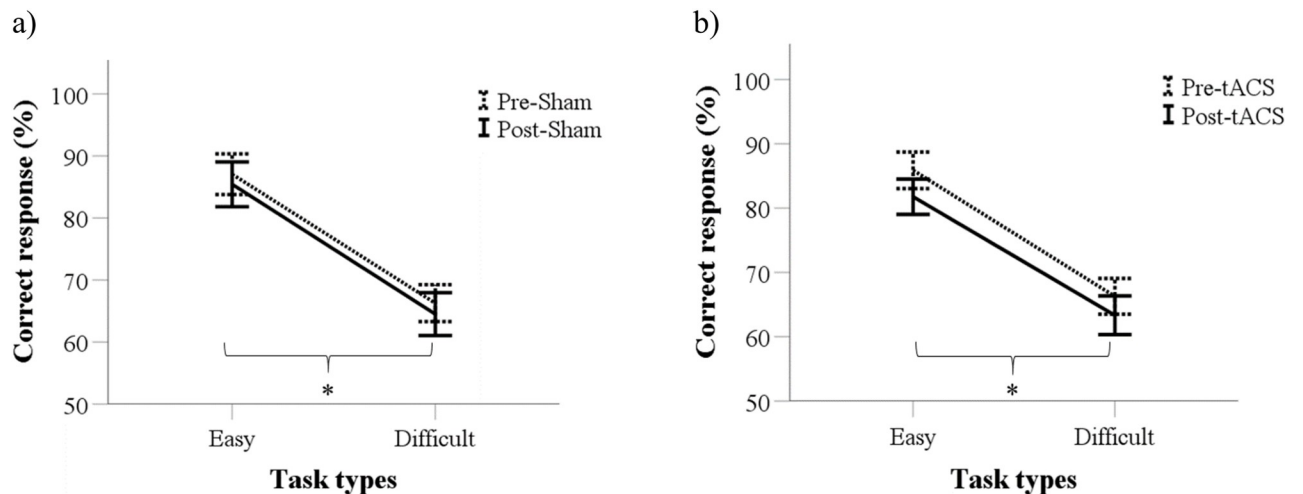 a)
Correct response (%)
100
90
80
70
60
50
Pre-Sham
Post-Sham
*
Easy
Difficult
Task types
b)
Correct response (%)
100
90
80
70
60
50
Pre-tACS
Post-tACS
*
Easy
Difficult
Task types